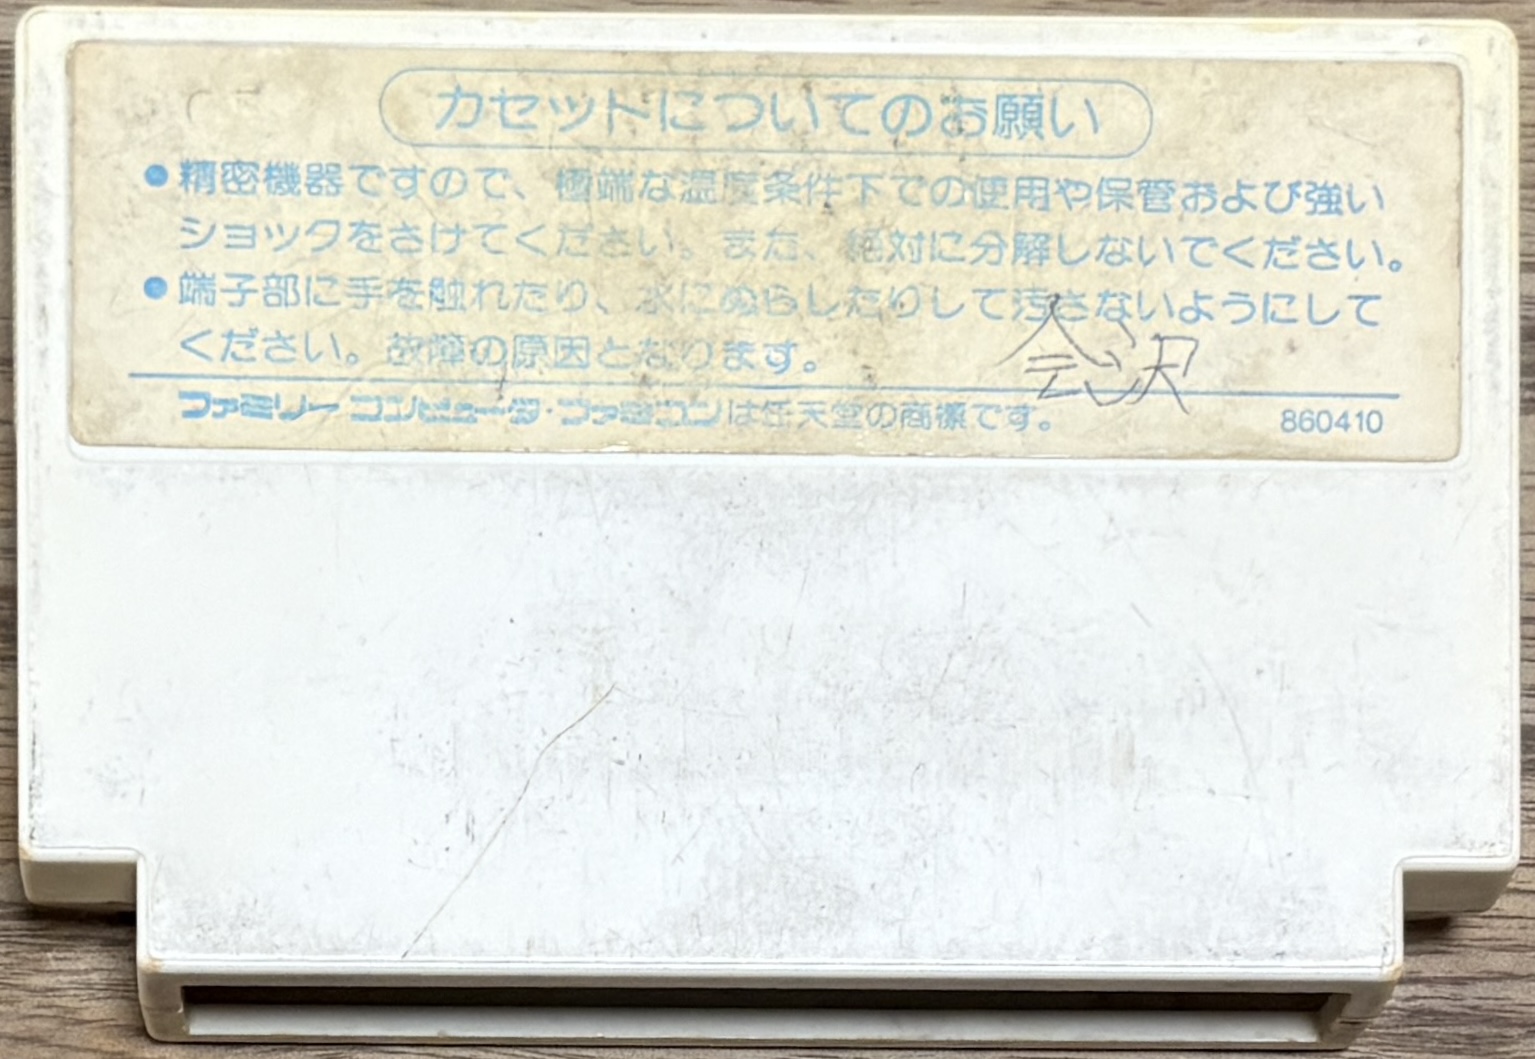 カセットについてのお願い
●精密機器ですので、極端な温度条件下での使用や保管および強い
ショックをさけてください。また、絶対に分解しないでください。
●端子部に手を触れたり、水にぬらしたりして汚さないようにして
ください。故障の原因となります。
会沢
ファミリーコンピュータ・ファミコンは任天堂の商標です。
860410